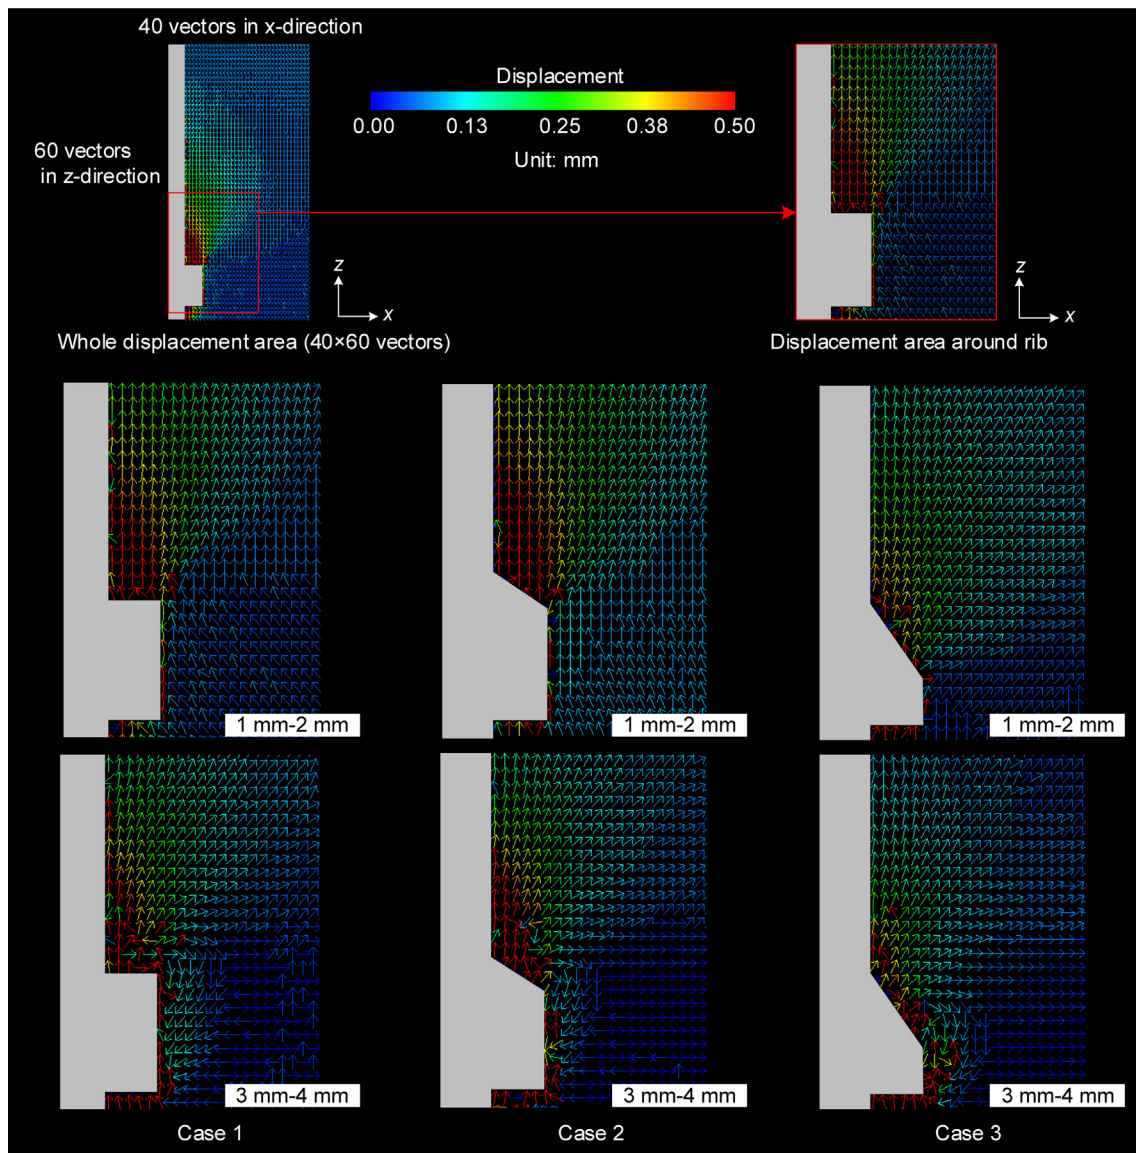 40 vectors in x-direction
60 vectors
in z-direction
Displacement
0.00 0.13 0.25 0.38 0.50
Unit: mm
z
x
z
x
Whole displacement area (40×60 vectors)
Displacement area around rib
1 mm-2 mm
1 mm-2 mm
1 mm-2 mm
3 mm-4 mm
3 mm-4 mm
3 mm-4 mm
Case 1
Case 2
Case 3